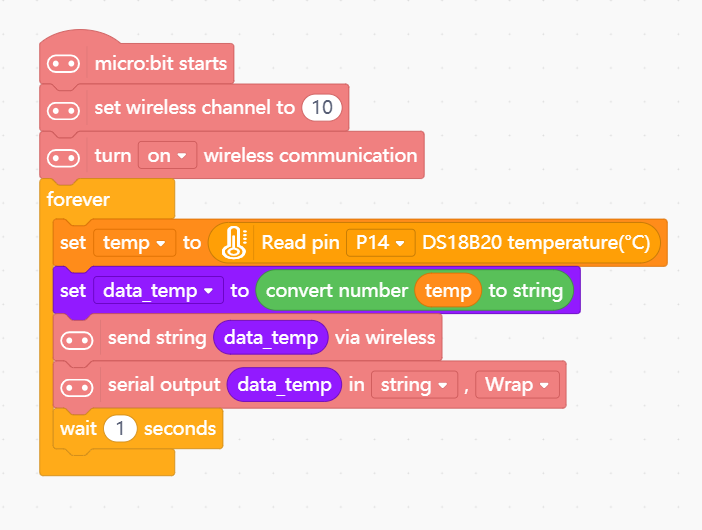 micro:bit starts
set wireless channel to 10
turn on wireless communication
forever
set temp to Read pin P14 DS18B20 temperature(°C)
set data_temp to convert number temp to string
send string data_temp via wireless
serial output data_temp in string , Wrap
wait 1 seconds